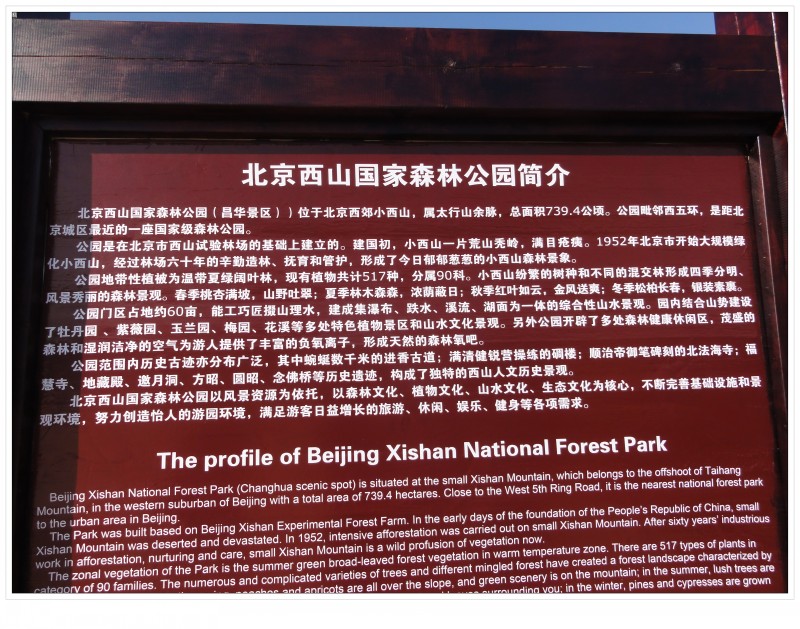 北京西山国家森林公园简介
北京西山国家森林公园（昌华景区））位于北京西郊小西山，属太行山余脉，总面积739.4公顷。公园毗邻西五环，是距北
京城区最近的一座国家级森林公园。
公园是在北京市西山试验林场的基础上建立的。建国初，小西山一片荒山秃岭，满目疮痍。1952年北京市开始大规模绿
化小西山，经过林场六十年的辛勤造林、抚育和管护，形成了今日郁郁葱葱的小西山森林景象。
公园地带性植被为温带夏绿阔叶林，现有植物共计517种，分属90科。小西山纷繁的树种和不同的混交林形成四季分明、
风景秀丽的森林景观。春季桃杏满坡，山野吐翠；夏季林木森森，浓荫蔽日；秋季红叶如云，金风送爽；冬季松柏长春，银装素裹。
公园门区占地约60亩，能工巧匠掇山理水，建成集瀑布、跌水、溪流、湖面为一体的综合性山水景观。园内结合山势建设
了牡丹园、紫薇园、玉兰园、梅园、花溪等多处特色植物景区和山水文化景观。另外公园开辟了多处森林健康休闲区，茂盛的
森林和湿润洁净的空气为游人提供了丰富的负氧离子，形成天然的森林氧吧。
公园范围内历史古迹亦分布广泛，其中蜿蜒数千米的进香古道；满清健锐营操练的碉楼；顺治帝御笔碑刻的北法海寺；福
慧寺、地藏殿、邀月洞、方昭、圆昭、念佛桥等历史遗迹，构成了独特的西山人文历史景观。
北京西山国家森林公园以风景资源为依托，以森林文化、植物文化、山水文化、生态文化为核心，不断完善基础设施和景
观环境，努力创造怡人的游园环境，满足游客日益增长的旅游、休闲、娱乐、健身等各项需求。
The profile of Beijing Xishan National Forest Park
Beijing Xishan National Forest Park (Changhua scenic spot) is situated at the small Xishan Mountain, which belongs to the offshoot of Taihang
Mountain, in the western suburban of Beijing with a total area of 739.4 hectares. Close to the West 5th Ring Road, it is the nearest national forest park
to the urban area in Beijing.
The Park was built based on Beijing Xishan Experimental Forest Farm. In the early days of the foundation of the People's Republic of China, small
Xishan Mountain was deserted and devastated. In 1952, intensive afforestation was carried out on small Xishan Mountain. After sixty years' industrious
work in afforestation, nurturing and care, small Xishan Mountain is a wild profusion of vegetation now.
The zonal vegetation of the Park is the summer green broad-leaved forest vegetation in warm temperature zone. There are 517 types of plants in
category of 90 families. The numerous and complicated varieties of trees and different mingled forest have created a forest landscape characterized by
peaches and apricots are all over the slope, and green scenery is on the mountain; in the summer, lush trees are
surrounding you; in the winter, pines and cypresses are grown